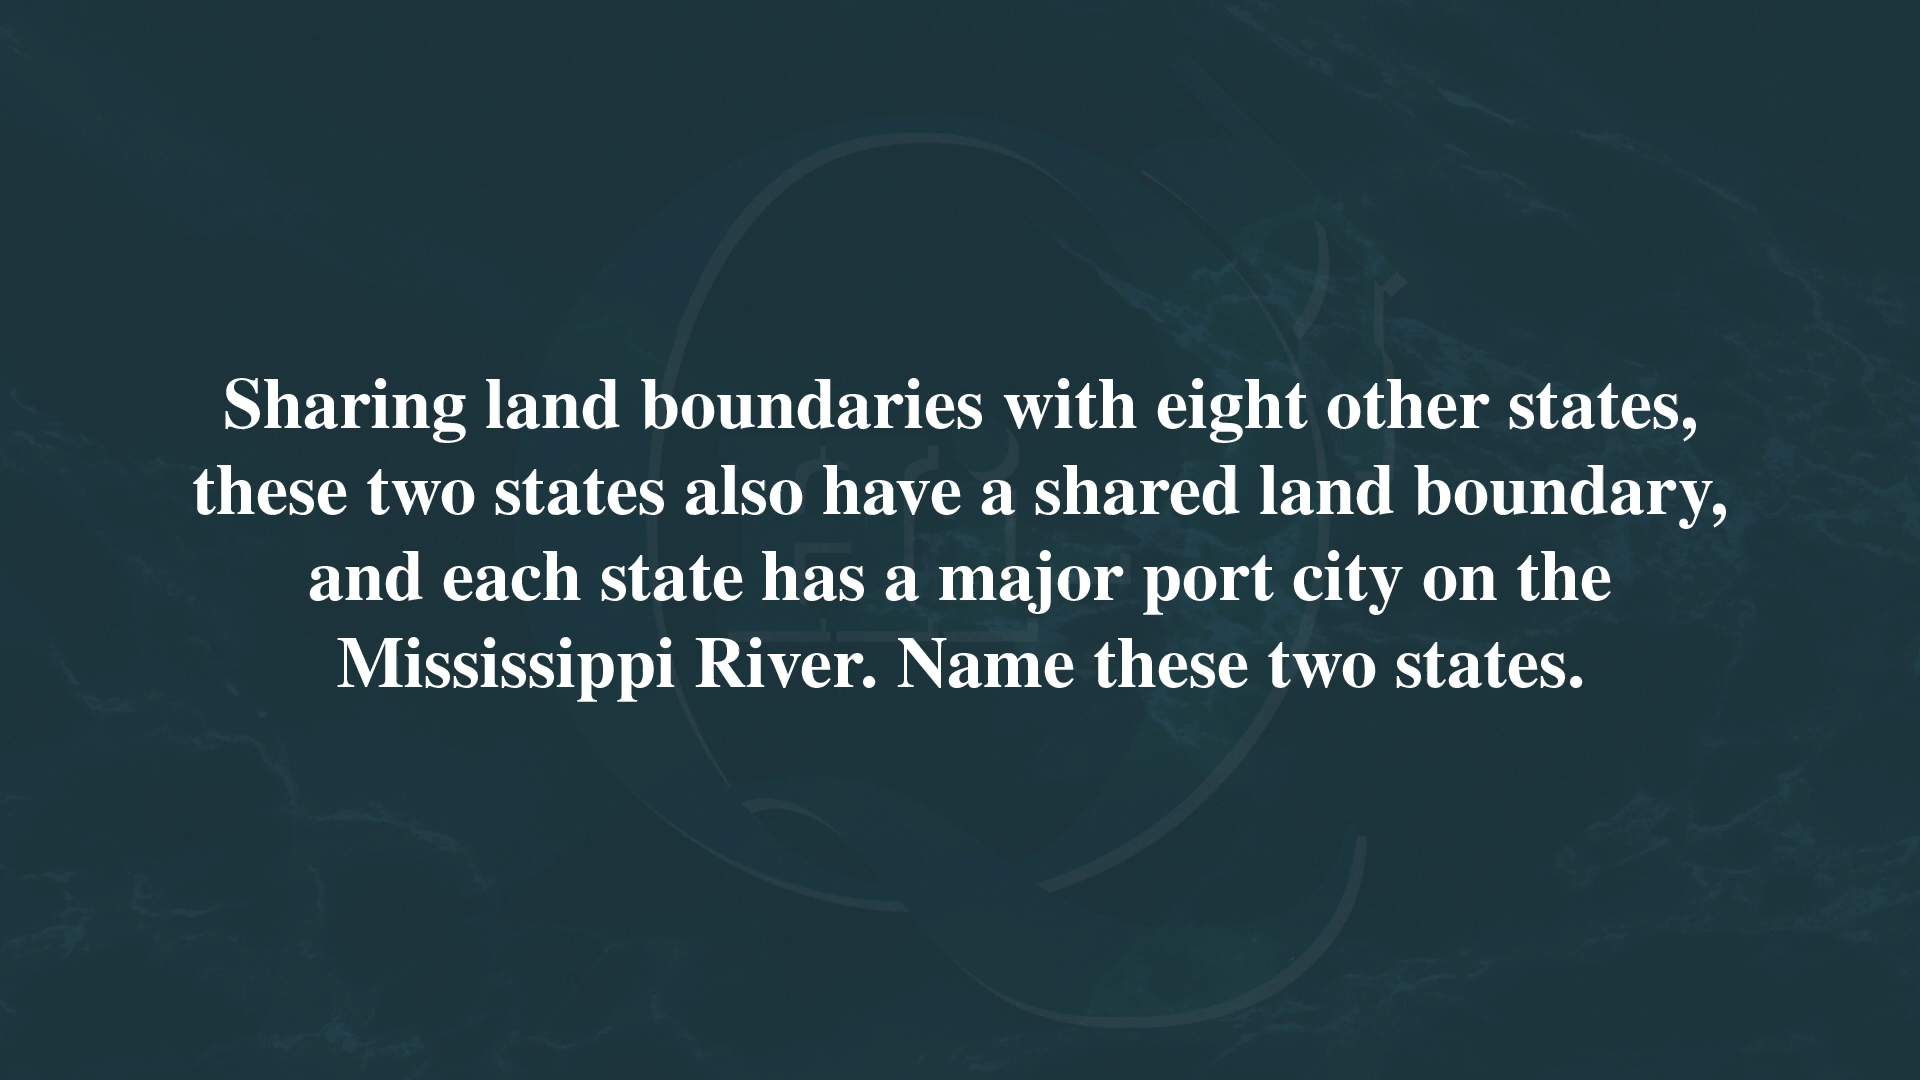 Sharing land boundaries with eight other states,
these two states also have a shared land boundary,
and each state has a major port city on the
Mississippi River. Name these two states.